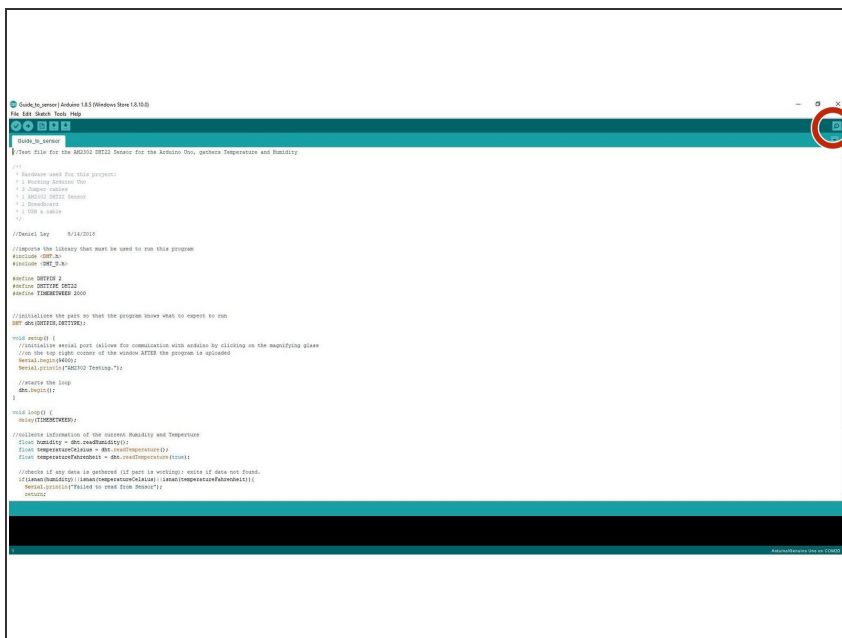 Guide_to_sensor | Arduino 1.8.5 (Windows Store 1.8.10.0)
File Edit Sketch Tools Help
Guide_to_sensor
//Test file for the AM2302 DHT22 Sensor for the Arduino Uno, gathers Temperature and Humidity
/**
* Hardware used for this project:
* 1 Working Arduino Uno
* 3 Jumper cables
* 1 AM2302 DHT22 Sensor
* 1 Breadboard
* 1 USB a cable
*/
//Daniel Lay 9/14/2018
//imports the library that must be used to run this program
#include <DHT.h>
#include <DHT_U.h>
#define DHTPIN 2
#define DHTTYPE DHT22
#define TIMEBETWEEN 2000
//initializes the part so that the program knows what to expect to run
DHT dht(DHTPIN,DHTTYPE);
void setup() {
//initialize serial port (allows for commuication with arduino by clicking on the magnifying glass
//on the top right corner of the window AFTER the program is uploaded
Serial.begin(9600);
Serial.println("AM2302 Testing.");
//starts the loop
dht.begin();
}
void loop() {
delay(TIMEBETWEEN);
//collects information of the current Humidity and Temperture
float humidity = dht.readHumidity();
float temperatureCelsius = dht.readTemperature();
float temperatureFahrenheit = dht.readTemperature(true);
//checks if any data is gathered (if part is working); exits if data not found.
if(isnan(humidity)||isnan(temperatureCelsius)||isnan(temperatureFahrenheit)){
Serial.println("Failed to read from Sensor");
return;
Arduino/Genuino Uno on